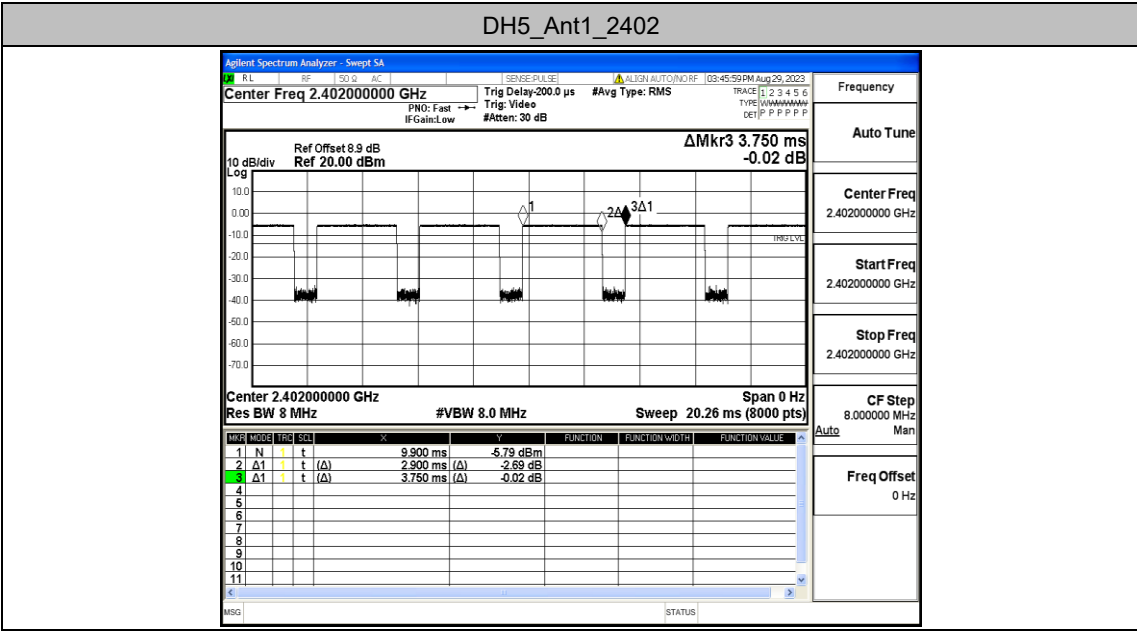 DH5_Ant1_2402
Agilent Spectrum Analyzer - Swept SA
LXI RL RF 50 Ω AC SENSE:PULSE ALIGN AUTO/NO RF 03:45:59 PM Aug 29, 2023
Center Freq 2.402000000 GHz
PNO: Fast
IFGain:Low
Trig Delay-200.0 µs
Trig: Video
#Atten: 30 dB
#Avg Type: RMS
TRACE 1 2 3 4 5 6
TYPE WWWWWW
DET P P P P P P
ΔMkr3 3.750 ms
-0.02 dB
Ref Offset 8.9 dB
10 dB/div Ref 20.00 dBm
Log
10.0
0.00
-10.0
-20.0
-30.0
-40.0
-50.0
-60.0
-70.0
1
2Δ
3Δ1
TRIG LVL
Center 2.402000000 GHz Span 0 Hz
Res BW 8 MHz #VBW 8.0 MHz Sweep 20.26 ms (8000 pts)
MKR MODE TRC SCL X Y FUNCTION FUNCTION WIDTH FUNCTION VALUE
1 N 1 t 9.900 ms -5.79 dBm
2 Δ1 1 t (Δ) 2.900 ms (Δ) -2.69 dB
3 Δ1 1 t (Δ) 3.750 ms (Δ) -0.02 dB
4
5
6
7
8
9
10
11
MSG STATUS
Frequency
Auto Tune
Center Freq
2.402000000 GHz
Start Freq
2.402000000 GHz
Stop Freq
2.402000000 GHz
CF Step
8.000000 MHz
Auto Man
Freq Offset
0 Hz